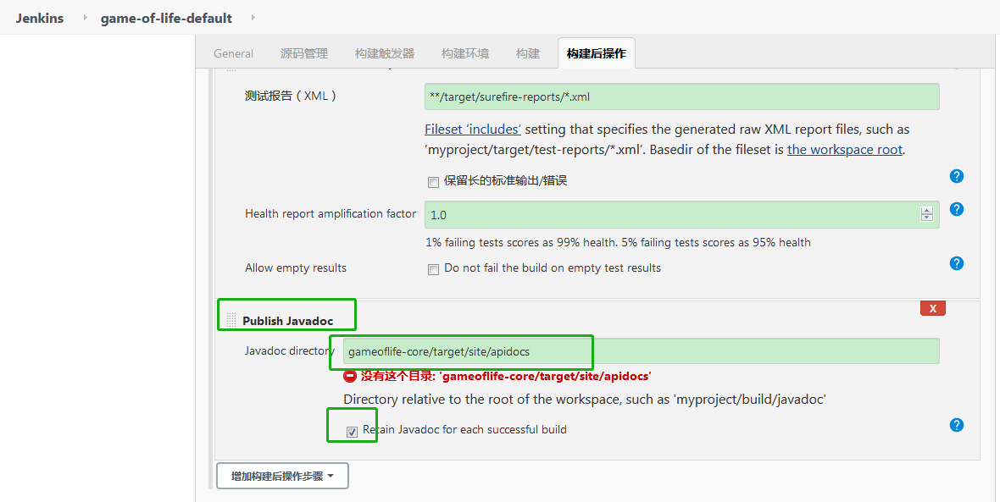 Jenkins game-of-life-default
General 源码管理 构建触发器 构建环境 构建 构建后操作
测试报告（XML） **/target/surefire-reports/*.xml
Fileset ‘includes’ setting that specifies the generated raw XML report files, such as
‘myproject/target/test-reports/*.xml’. Basedir of the fileset is the workspace root.
保留长的标准输出/错误
Health report amplification factor 1.0
1% failing tests scores as 99% health. 5% failing tests scores as 95% health
Allow empty results Do not fail the build on empty test results
X
Publish Javadoc
Javadoc directory gameoflife-core/target/site/apidocs
没有这个目录: 'gameoflife-core/target/site/apidocs'
Directory relative to the root of the workspace, such as 'myproject/build/javadoc'
Retain Javadoc for each successful build
增加构建后操作步骤